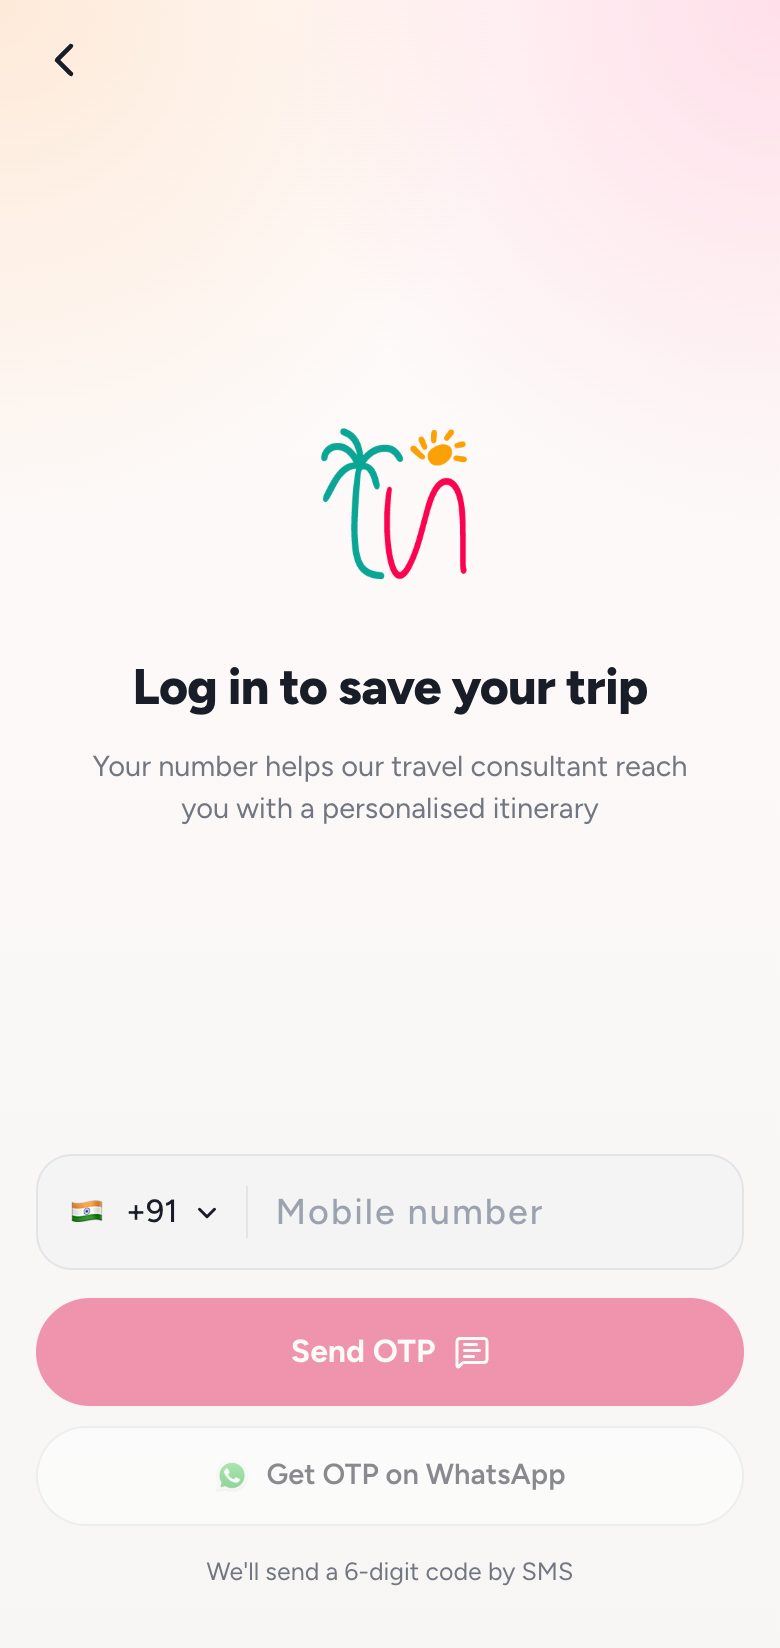 Log in to save your trip
Your number helps our travel consultant reach
you with a personalised itinerary
+91
Mobile number
Send OTP
Get OTP on WhatsApp
We'll send a 6-digit code by SMS